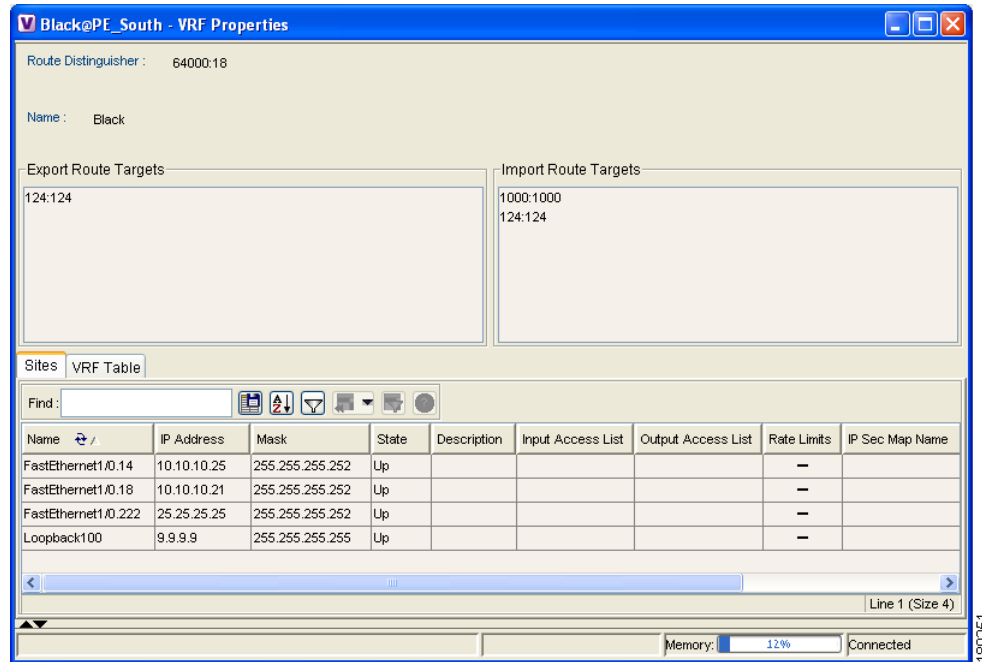 Black@PE_South - VRF Properties
Route Distinguisher : 64000:18
Name : Black
Export Route Targets
124:124
Import Route Targets
1000:1000
124:124
Sites VRF Table
Find :
Name IP Address Mask State Description Input Access List Output Access List Rate Limits IP Sec Map Name
FastEthernet1/0.14 10.10.10.25 255.255.255.252 Up –
FastEthernet1/0.18 10.10.10.21 255.255.255.252 Up –
FastEthernet1/0.222 25.25.25.25 255.255.255.252 Up –
Loopback100 9.9.9.9 255.255.255.255 Up –
Line 1 (Size 4)
Memory: 12% Connected